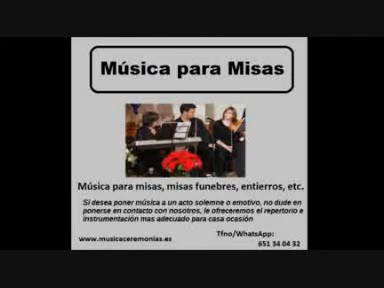 Música para Misas
Música para misas, misas funebres, entierros, etc.
Si desea poner música a un acto solemne o emotivo, no dude en
ponerse en contacto con nosotros, le ofreceremos el repertorio e
instrumentación mas adecuado para casa ocasión
www.musicaceremonias.es
Tfno/WhatsApp:
651 34 04 32